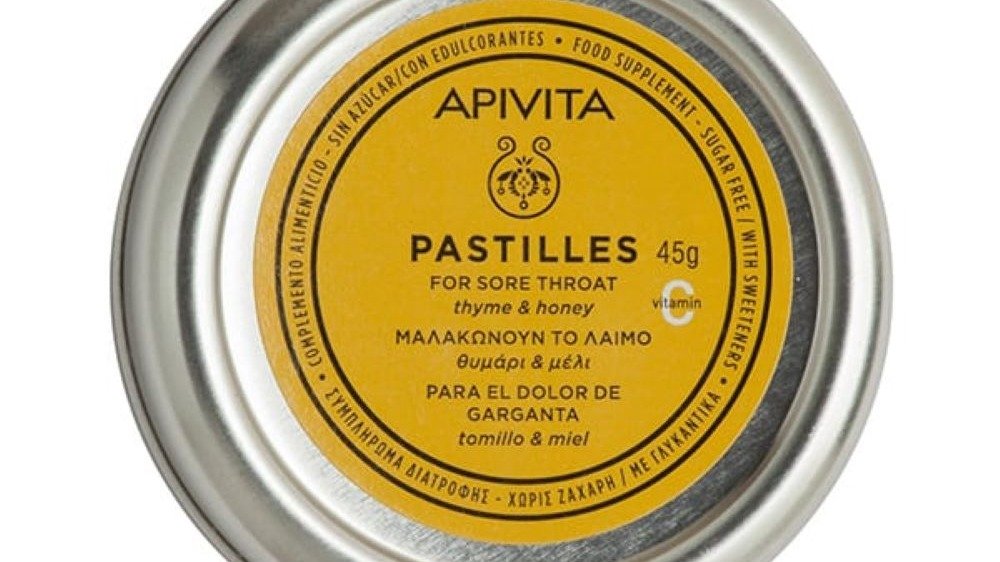 APIVITA
PASTILLES 45g
FOR SORE THROAT
thyme & honey
vitamin C
ΜΑΛΑΚΩΝΟΥΝ ΤΟ ΛΑΙΜΟ
θυμάρι & μέλι
PARA EL DOLOR DE
GARGANTA
tomillo & miel
• COMPLEMENTO ALIMENTICIO - SIN AZÚCAR/CON EDULCORANTES
• FOOD SUPPLEMENT - SUGAR FREE / WITH SWEETENERS
• ΣΥΜΠΛΗΡΩΜΑ ΔΙΑΤΡΟΦΗΣ - ΧΩΡΙΣ ΖΑΧΑΡΗ / ΜΕ ΓΛΥΚΑΝΤΙΚΑ •